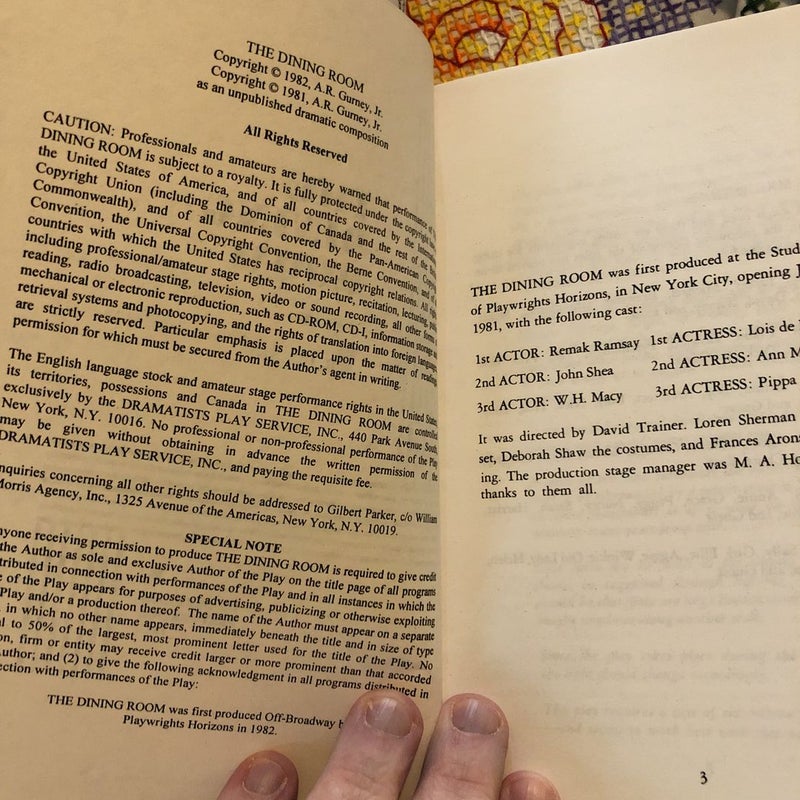 THE DINING ROOM
Copyright © 1982, A.R. Gurney, Jr.
Copyright © 1981, A.R. Gurney, Jr.
as an unpublished dramatic composition
All Rights Reserved
CAUTION: Professionals and amateurs are hereby warned that
DINING ROOM is subject to a royalty. It is fully protected under the copyright
the United States of America, and of all countries covered by the
Copyright Union (including the Dominion of Canada and the rest of the
Commonwealth), and of all countries covered by the Pan-American
Convention, the Universal Copyright Convention, the Berne Convention, and of
countries with which the United States has reciprocal copyright relations. All
including professional/amateur stage rights, motion picture, recitation, lecturing,
reading, radio broadcasting, television, video or sound recording, all other forms
mechanical or electronic reproduction, such as CD-ROM, CD-I, information storage
retrieval systems and photocopying, and the rights of translation into foreign
are strictly reserved. Particular emphasis is placed upon the matter of
permission for which must be secured from the Author's agent in writing.
The English language stock and amateur stage performance rights in the United States,
its territories, possessions and Canada in THE DINING ROOM are controlled
exclusively by the DRAMATISTS PLAY SERVICE, INC., 440 Park Avenue South,
New York, N.Y. 10016. No professional or non-professional performance of the Play
may be given without obtaining in advance the written permission of the
DRAMATISTS PLAY SERVICE, INC., and paying the requisite fee.
nquiries concerning all other rights should be addressed to Gilbert Parker, c/o William
Morris Agency, Inc., 1325 Avenue of the Americas, New York, N.Y. 10019.
SPECIAL NOTE
nyone receiving permission to produce THE DINING ROOM is required to give credit
the Author as sole and exclusive Author of the Play on the title page of all programs
tributed in connection with performances of the Play and in all instances in which the
e of the Play appears for purposes of advertising, publicizing or otherwise exploiting
Play and/or a production thereof. The name of the Author must appear on a separate
in which no other name appears, immediately beneath the title and in size of type
al to 50% of the largest, most prominent letter used for the title of the Play. No
on, firm or entity may receive credit larger or more prominent than that accorded
uthor; and (2) to give the following acknowledgment in all programs distributed in
ection with performances of the Play:
THE DINING ROOM was first produced Off-Broadway
Playwrights Horizons in 1982.
THE DINING ROOM was first produced at the Stud
of Playwrights Horizons, in New York City, opening J
1981, with the following cast:
1st ACTOR: Remak Ramsay 1st ACTRESS: Lois de
2nd ACTOR: John Shea 2nd ACTRESS: Ann M
3rd ACTOR: W.H. Macy 3rd ACTRESS: Pippa
It was directed by David Trainer. Loren Sherman
set, Deborah Shaw the costumes, and Frances Arons
ing. The production stage manager was M. A. Ho
thanks to them all.
3